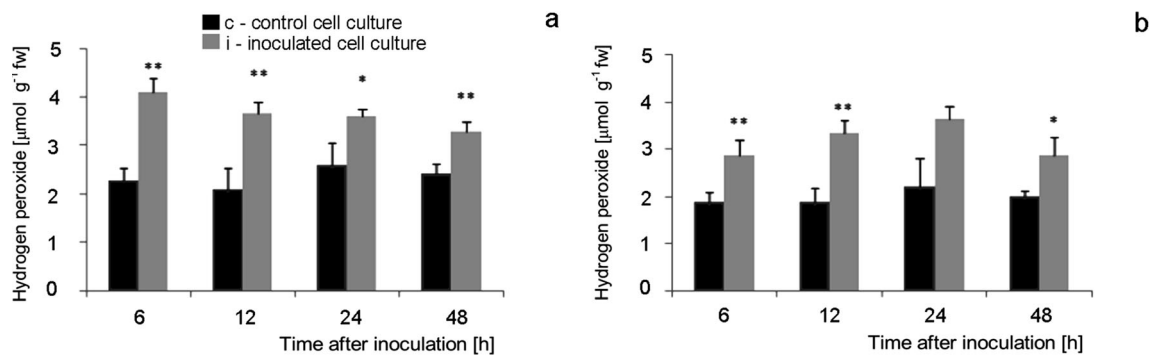 c - control cell culture
i - inoculated cell culture
a
Hydrogen peroxide [μmol g⁻¹ fw]
5
4
3
2
1
0
**
**
*
**
6 12 24 48
Time after inoculation [h]
b
Hydrogen peroxide [μmol g⁻¹ fw]
5
4
3
2
1
0
**
**
*
6 12 24 48
Time after inoculation [h]